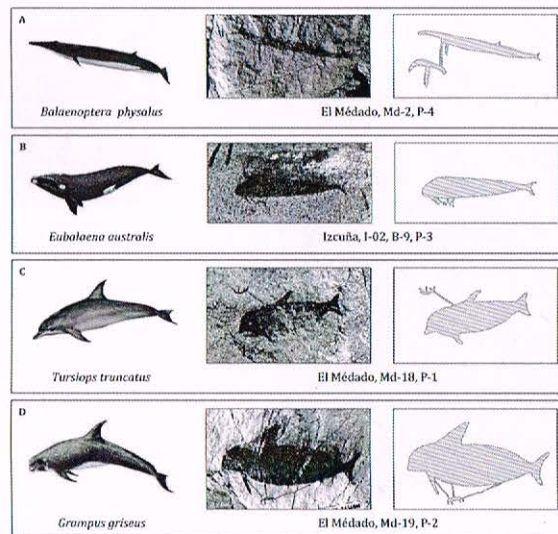 A
Balaenoptera physalus
El Médado, Md-2, P-4
B
Eubalaena australis
Izcuña, I-02, B-9, P-3
C
Tursiops truncatus
El Médado, Md-18, P-1
D
Grampus griseus
El Médado, Md-19, P-2